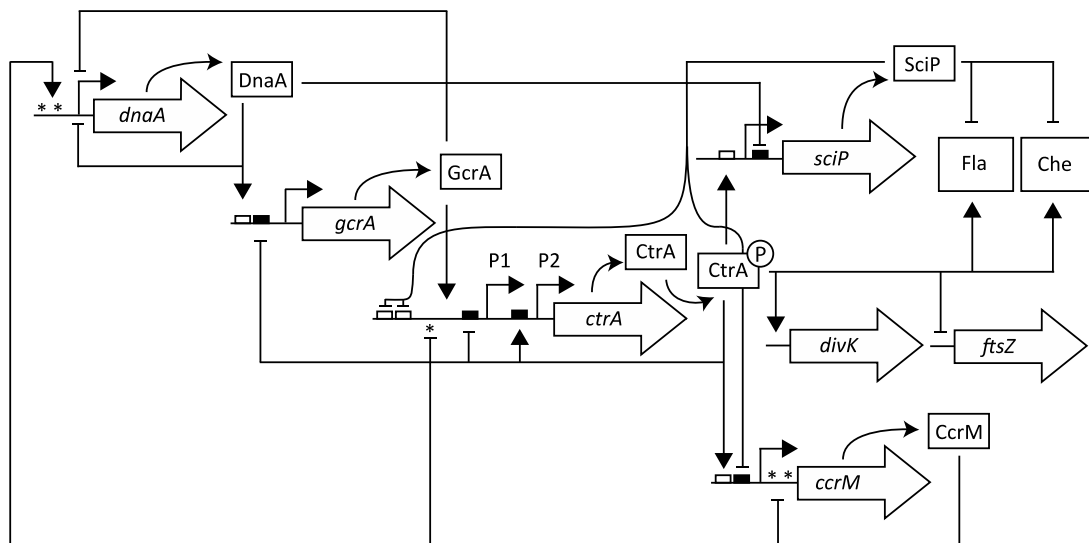 SciP
DnaA
* *
dnaA
sciP
Fla
Che
GcrA
gcrA
CtrA
P
CtrA
P1
P2
*
ctrA
divK
ftsZ
CcrM
* *
ccrM